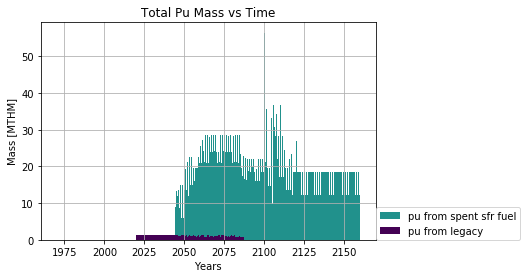 Total Pu Mass vs Time
Mass [MTHM]
50
40
30
20
10
0
1975 2000 2025 2050 2075 2100 2125 2150
Years
pu from spent sfr fuel
pu from legacy